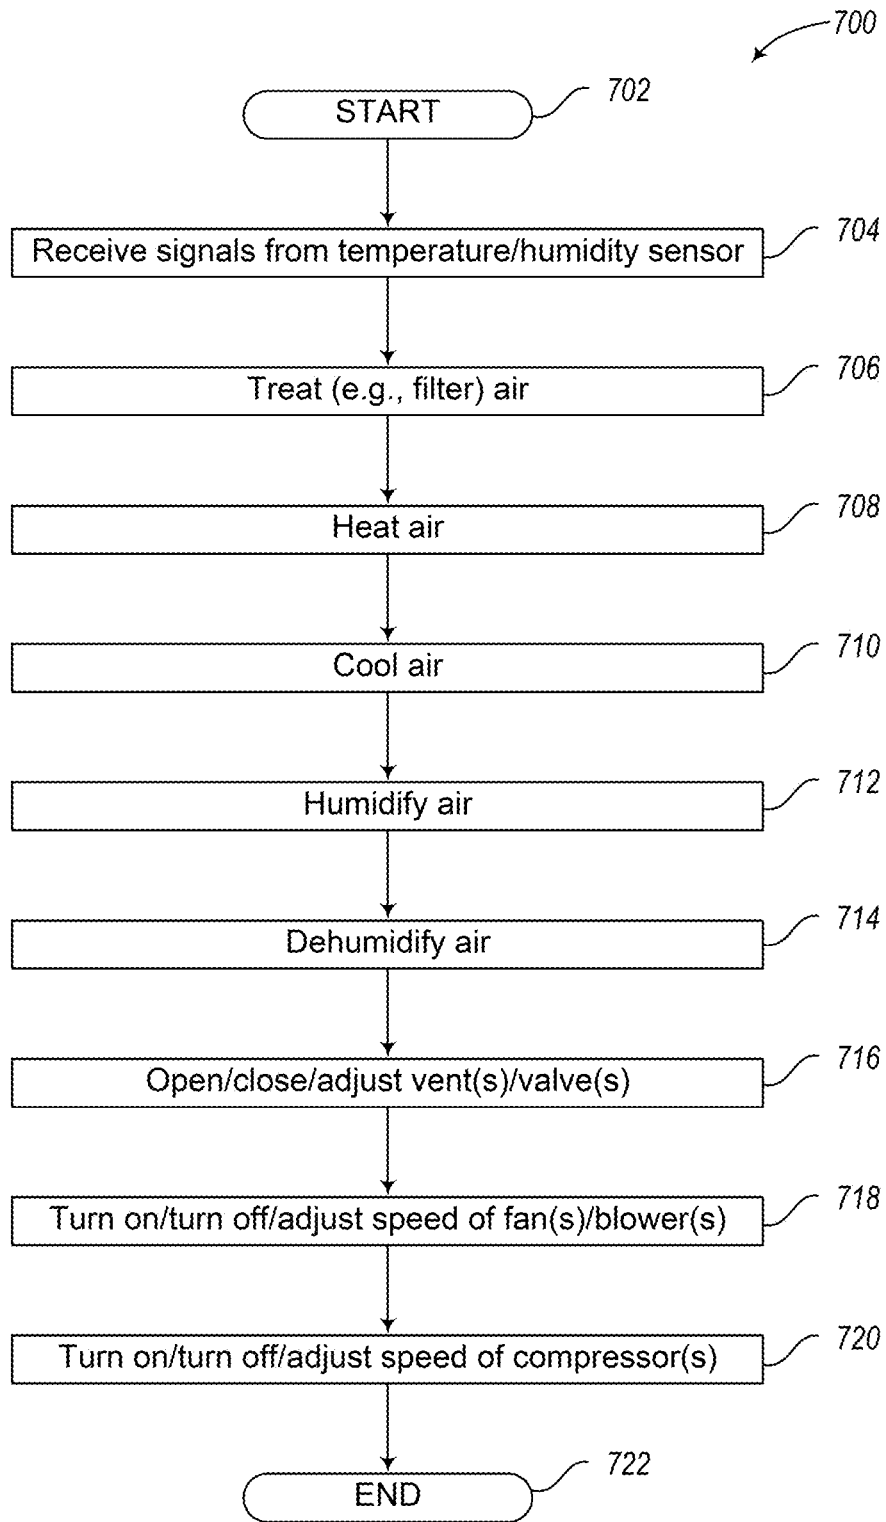 700
START
702
Receive signals from temperature/humidity sensor
704
Treat (e.g., filter) air
706
Heat air
708
Cool air
710
Humidify air
712
Dehumidify air
714
Open/close/adjust vent(s)/valve(s)
716
Turn on/turn off/adjust speed of fan(s)/blower(s)
718
Turn on/turn off/adjust speed of compressor(s)
720
END
722